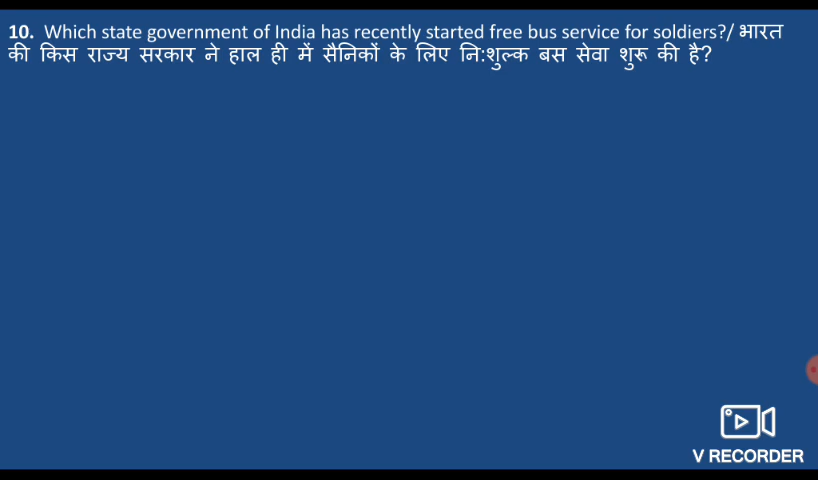 10. Which state government of India has recently started free bus service for soldiers?/ भारत
की किस राज्य सरकार ने हाल ही में सैनिकों के लिए नि:शुल्क बस सेवा शुरू की है?
V RECORDER